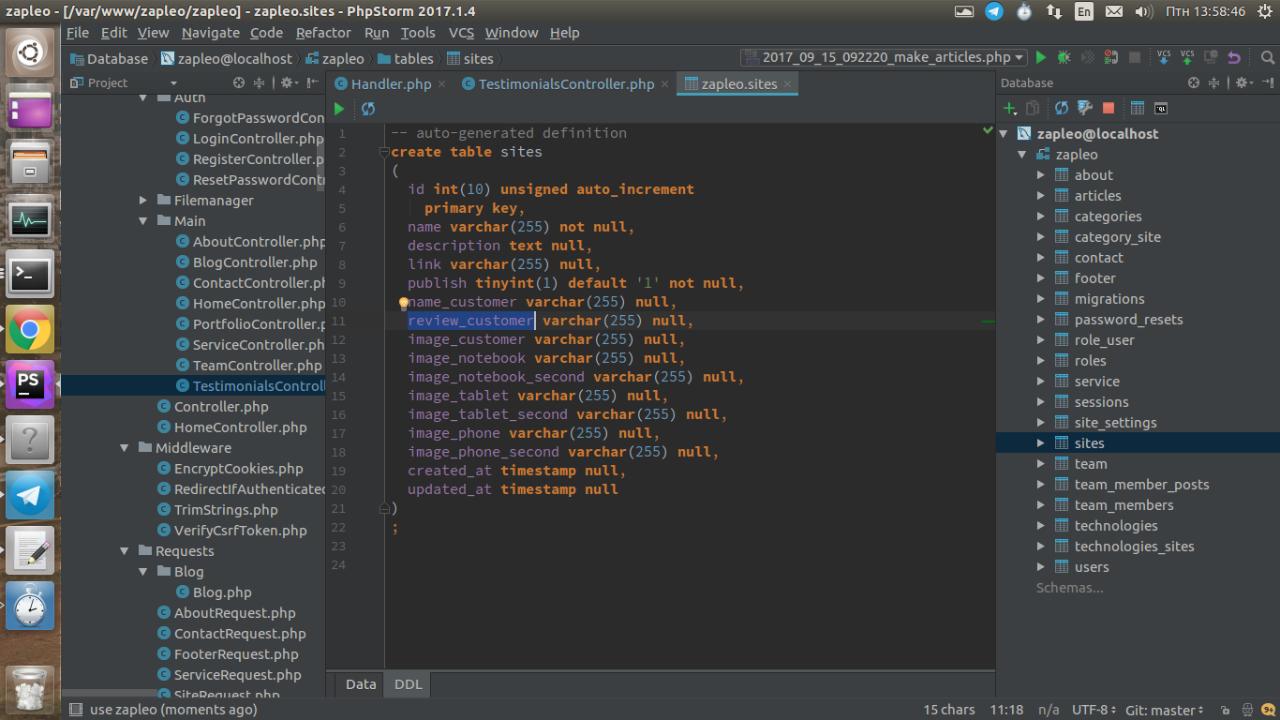 zapleo - [/var/www/zapleo/zapleo] - zapleo.sites - PhpStorm 2017.1.4
En
Птн 13:58:46
File Edit View Navigate Code Refactor Run Tools VCS Window Help
Database zapleo@localhost zapleo tables sites
2017_09_15_092220_make_articles.php
VCS VCS
Project
Auth
ForgotPasswordCon
LoginController.php
RegisterController.php
ResetPasswordContr
Filemanager
Main
AboutController.php
BlogController.php
ContactController.php
HomeController.php
PortfolioController.php
ServiceController.php
TeamController.php
TestimonialsControll
Controller.php
HomeController.php
Middleware
EncryptCookies.php
RedirectIfAuthenticated
TrimStrings.php
VerifyCsrfToken.php
Requests
Blog
Blog.php
AboutRequest.php
ContactRequest.php
FooterRequest.php
ServiceRequest.php
SiteRequest.php
PS
Handler.php TestimonialsController.php zapleo.sites
1 -- auto-generated definition
2 create table sites
3 (
4 id int(10) unsigned auto_increment
5 primary key,
6 name varchar(255) not null,
7 description text null,
8 link varchar(255) null,
9 publish tinyint(1) default '1' not null,
10 name_customer varchar(255) null,
11 review_customer varchar(255) null,
12 image_customer varchar(255) null,
13 image_notebook varchar(255) null,
14 image_notebook_second varchar(255) null,
15 image_tablet varchar(255) null,
16 image_tablet_second varchar(255) null,
17 image_phone varchar(255) null,
18 image_phone_second varchar(255) null,
19 created_at timestamp null,
20 updated_at timestamp null
21 )
22 ;
23
24
Data DDL
Database
zapleo@localhost
zapleo
about
articles
categories
category_site
contact
footer
migrations
password_resets
role_user
roles
service
sessions
site_settings
sites
team
team_member_posts
team_members
technologies
technologies_sites
users
Schemas...
use zapleo (moments ago)
15 chars 11:18 n/a UTF-8 Git: master 9+